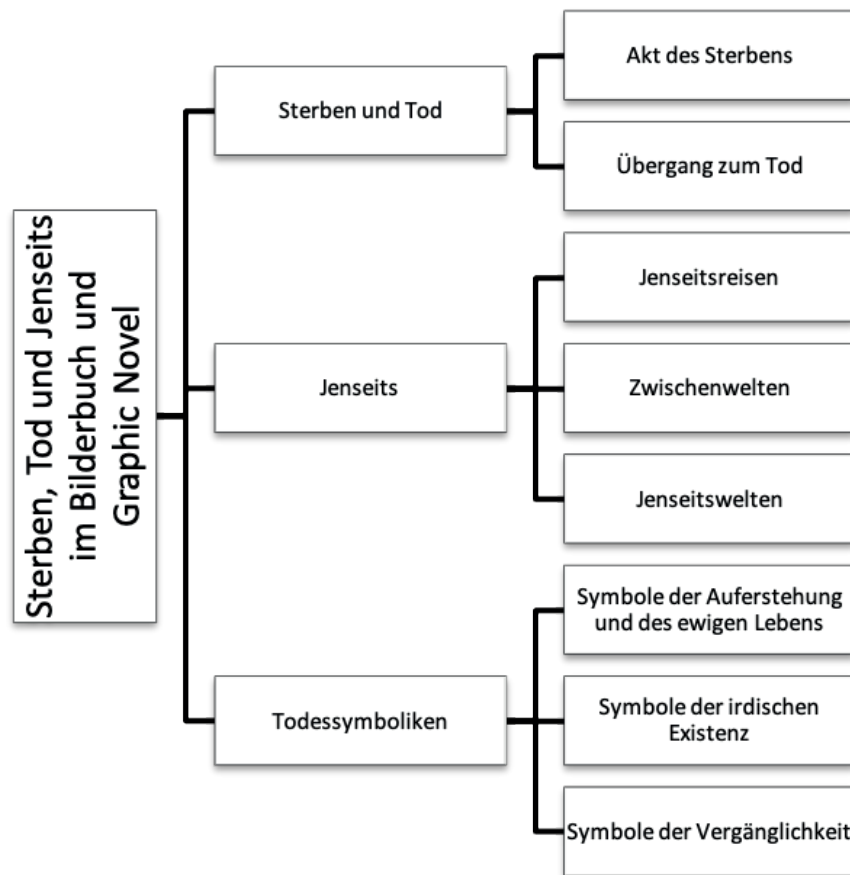 Sterben, Tod und Jenseits
im Bilderbuch und
Graphic Novel
Sterben und Tod
Akt des Sterbens
Übergang zum Tod
Jenseits
Jenseitsreisen
Zwischenwelten
Jenseitswelten
Todessymboliken
Symbole der Auferstehung
und des ewigen Lebens
Symbole der irdischen
Existenz
Symbole der Vergänglichkeit